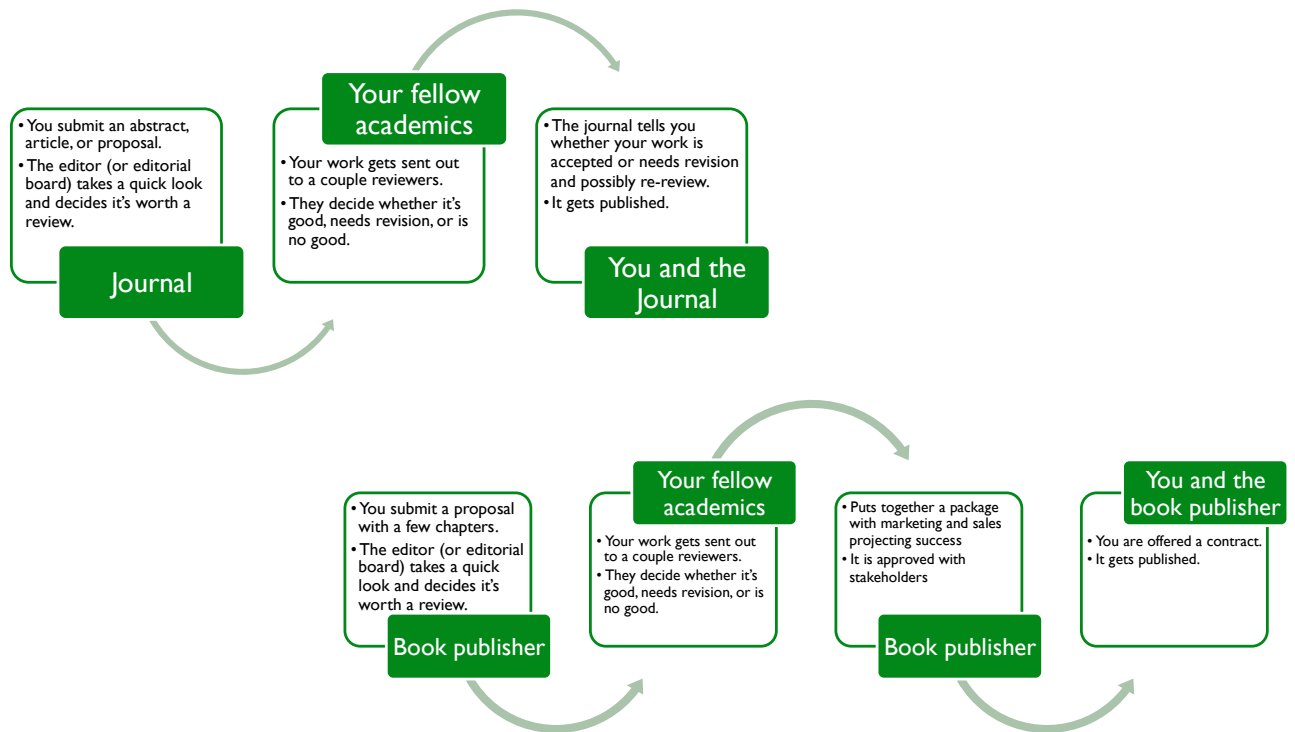 • You submit an abstract,
article, or proposal.
• The editor (or editorial
board) takes a quick look
and decides it's worth a
review.
Journal
Your fellow
academics
• Your work gets sent out
to a couple reviewers.
• They decide whether it's
good, needs revision, or is
no good.
• The journal tells you
whether your work is
accepted or needs revision
and possibly re-review.
• It gets published.
You and the
Journal
• You submit a proposal
with a few chapters.
• The editor (or editorial
board) takes a quick
look and decides it's
worth a review.
Book publisher
Your fellow
academics
• Your work gets sent out
to a couple reviewers.
• They decide whether it's
good, needs revision, or is
no good.
• Puts together a package
with marketing and sales
projecting success
• It is approved with
stakeholders
Book publisher
You and the
book publisher
• You are offered a contract.
• It gets published.